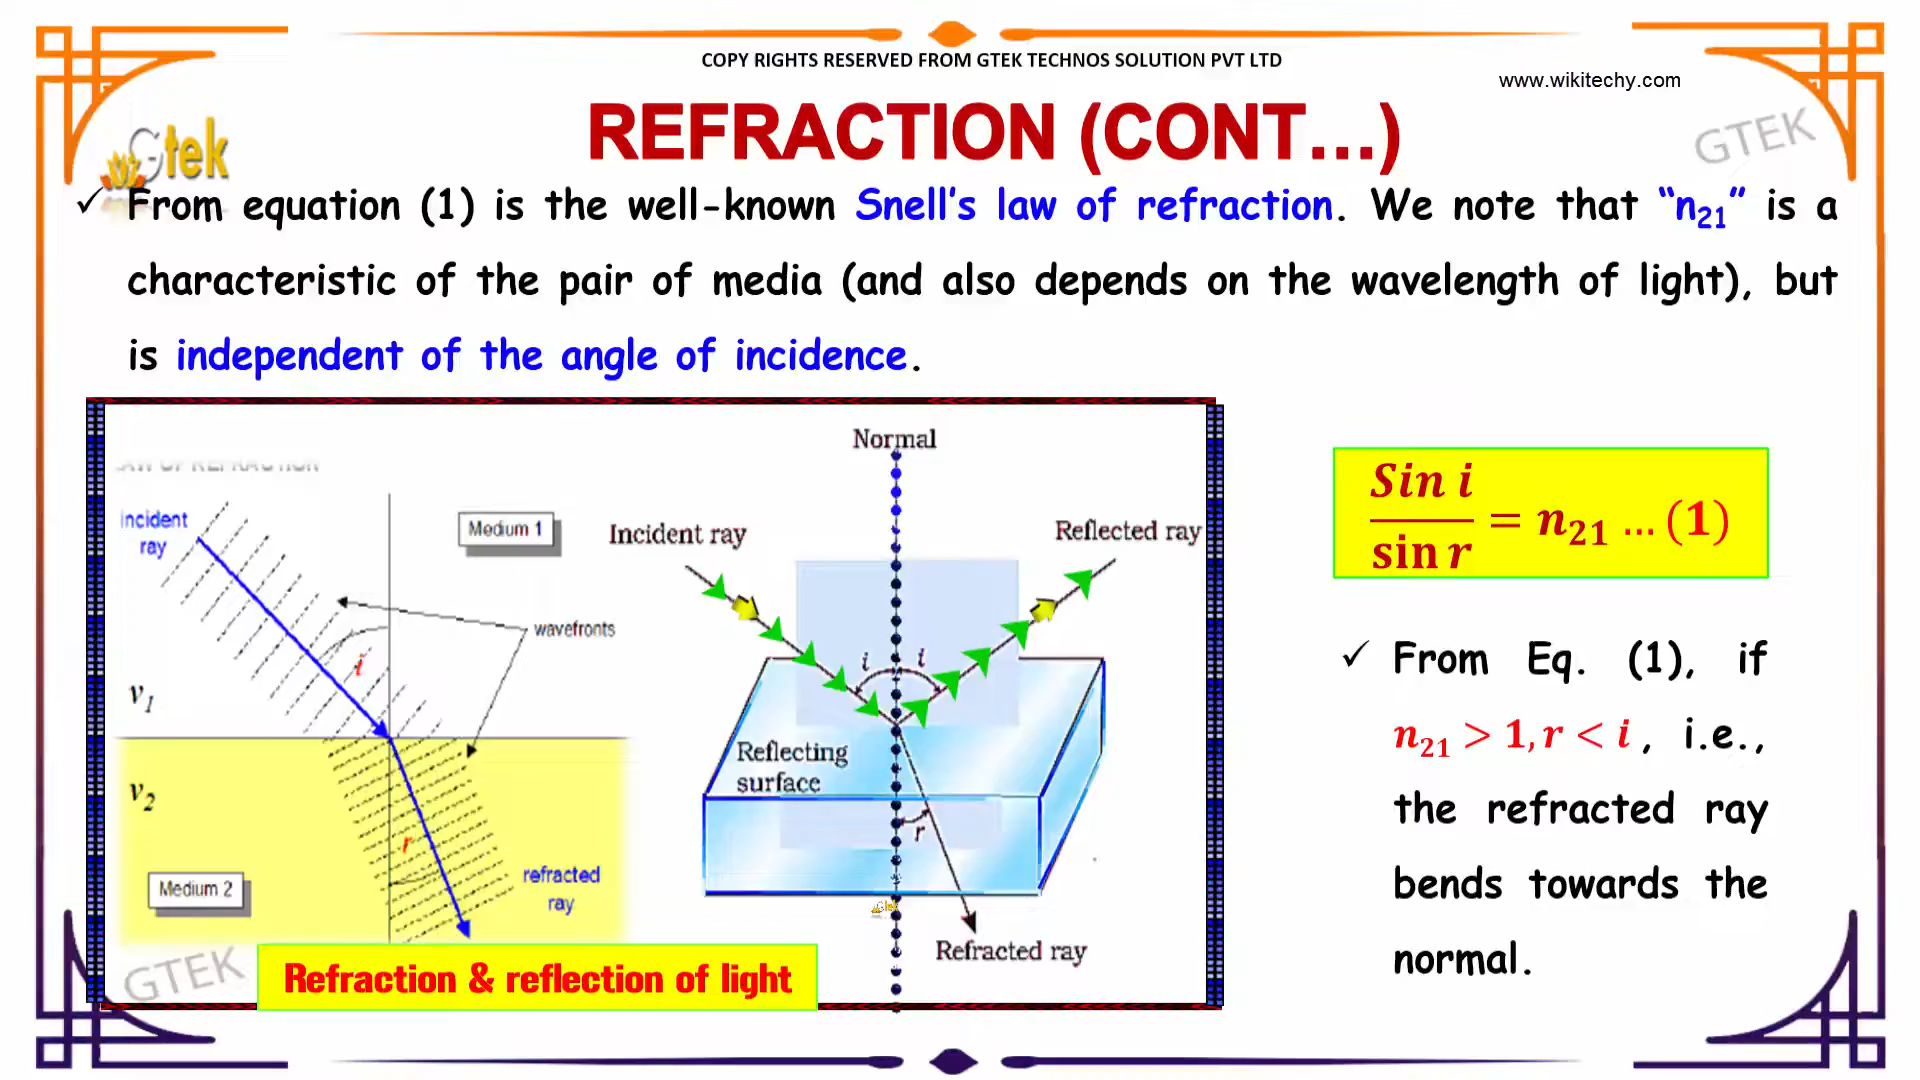 COPY RIGHTS RESERVED FROM GTEK TECHNOS SOLUTION PVT LTD
www.wikitechy.com
REFRACTION (CONT...)
Gtek
GTEK
✓ From equation (1) is the well-known Snell's law of refraction. We note that “n₂₁” is a
characteristic of the pair of media (and also depends on the wavelength of light), but
is independent of the angle of incidence.
LAW OF REFRACTION
incident
ray
Medium 1
wavefronts
i
v₁
v₂
r
Medium 2
refracted
ray
Normal
Incident ray
Reflected ray
i i
Reflecting
surface
r
Refracted ray
GTEK
Refraction & reflection of light
Sin i / sin r = n₂₁ ... (1)
✓ From Eq. (1), if
n₂₁ > 1, r < i , i.e.,
the refracted ray
bends towards the
normal.